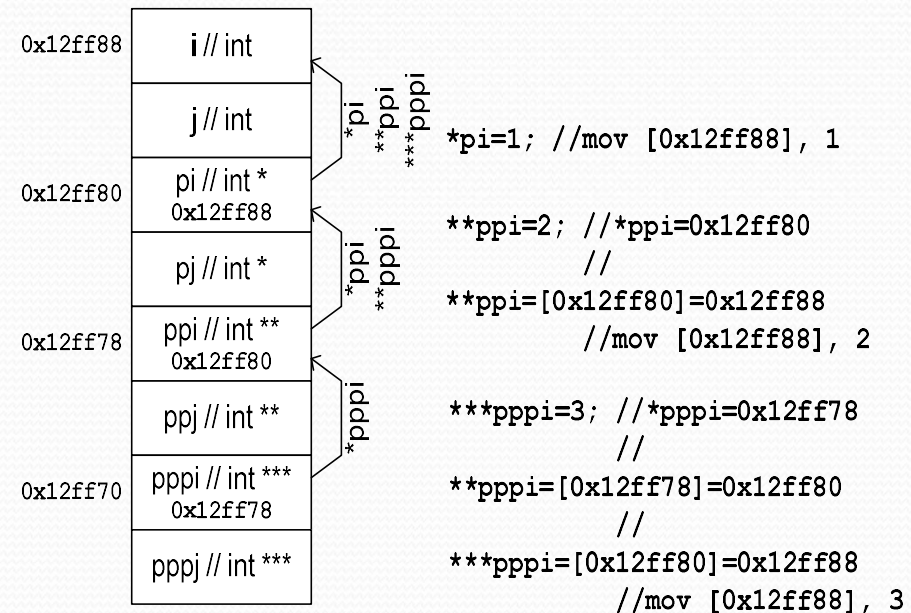 0x12ff88
i // int
j // int
0x12ff80
pi // int *
0x12ff88
pj // int *
0x12ff78
ppi // int **
0x12ff80
ppj // int **
0x12ff70
pppi // int ***
0x12ff78
pppj // int ***
*pi
**ppi
***pppi
*ppi
**pppi
*pppi
*pi=1; //mov [0x12ff88], 1
**ppi=2; //*ppi=0x12ff80
//
**ppi=[0x12ff80]=0x12ff88
//mov [0x12ff88], 2
***pppi=3; //*pppi=0x12ff78
//
**pppi=[0x12ff78]=0x12ff80
//
***pppi=[0x12ff80]=0x12ff88
//mov [0x12ff88], 3